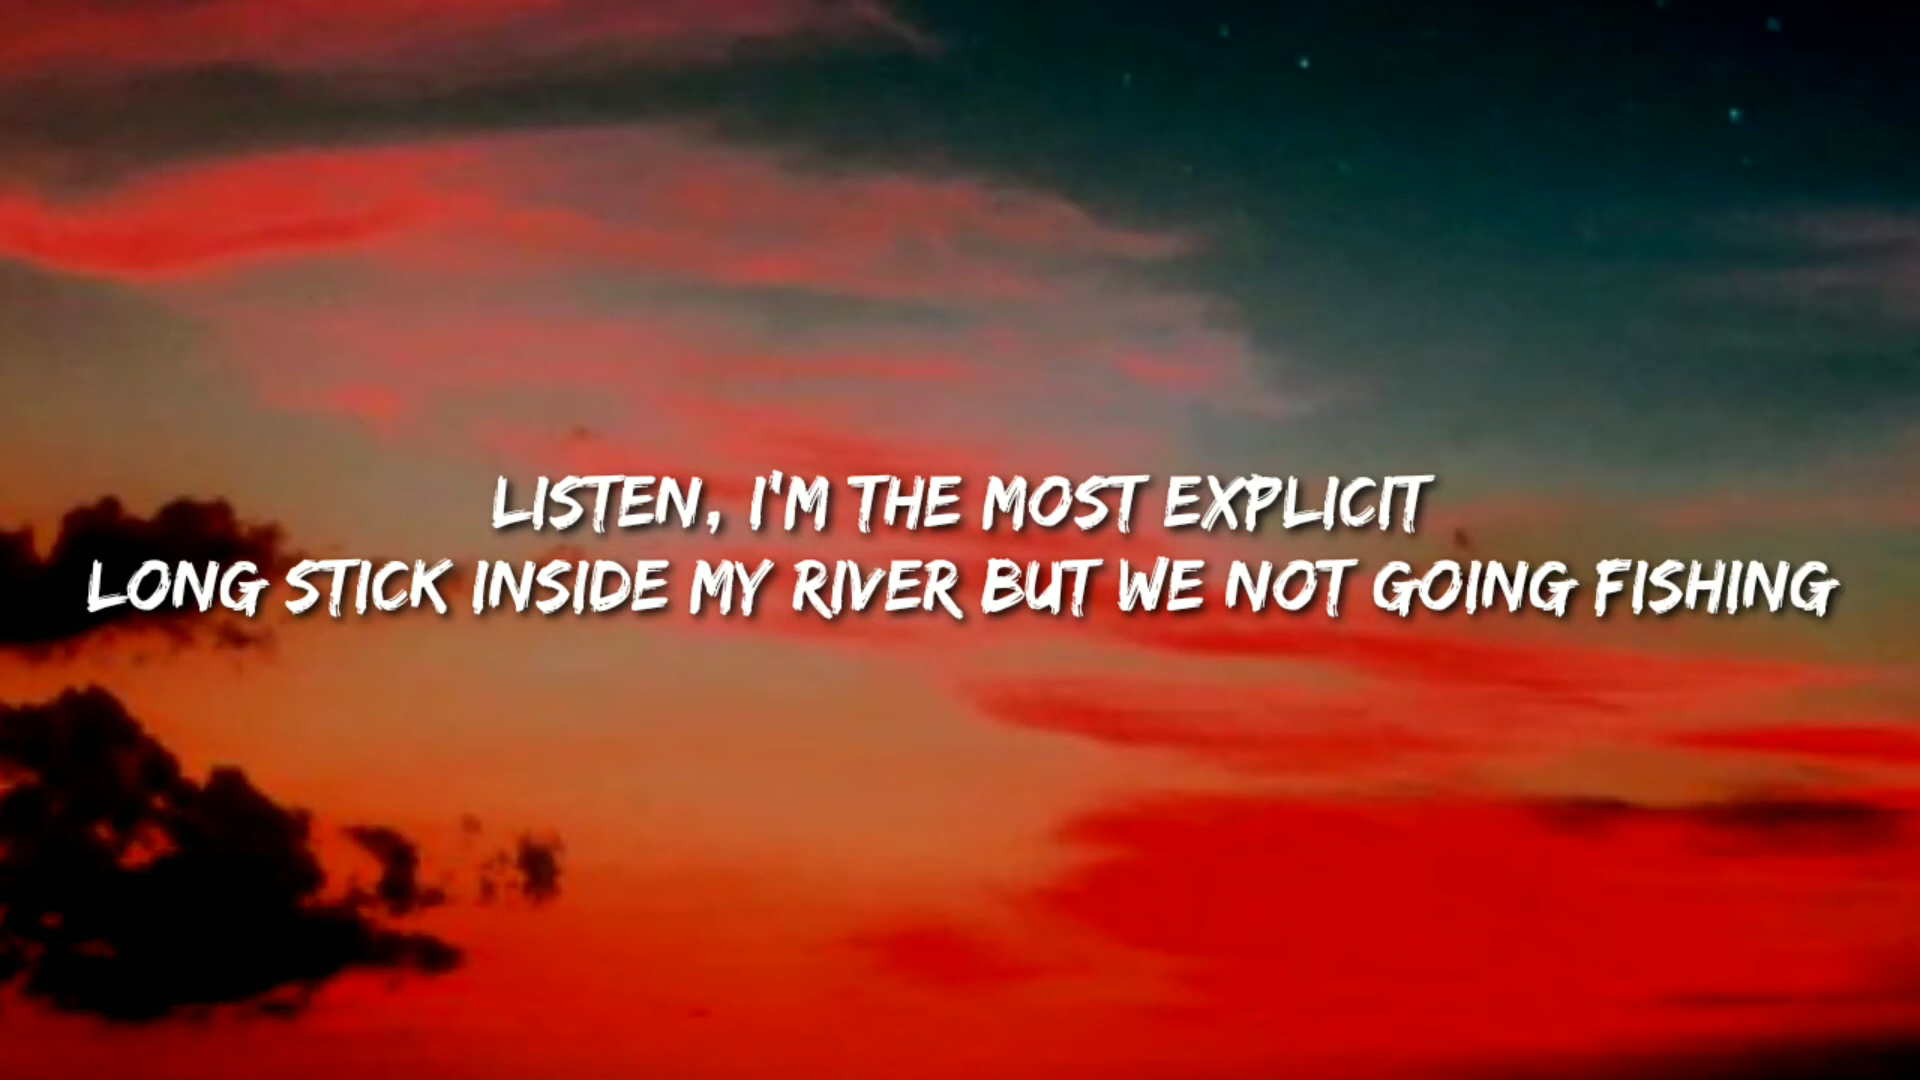 LISTEN, I'M THE MOST EXPLICIT
LONG STICK INSIDE MY RIVER BUT WE NOT GOING FISHING